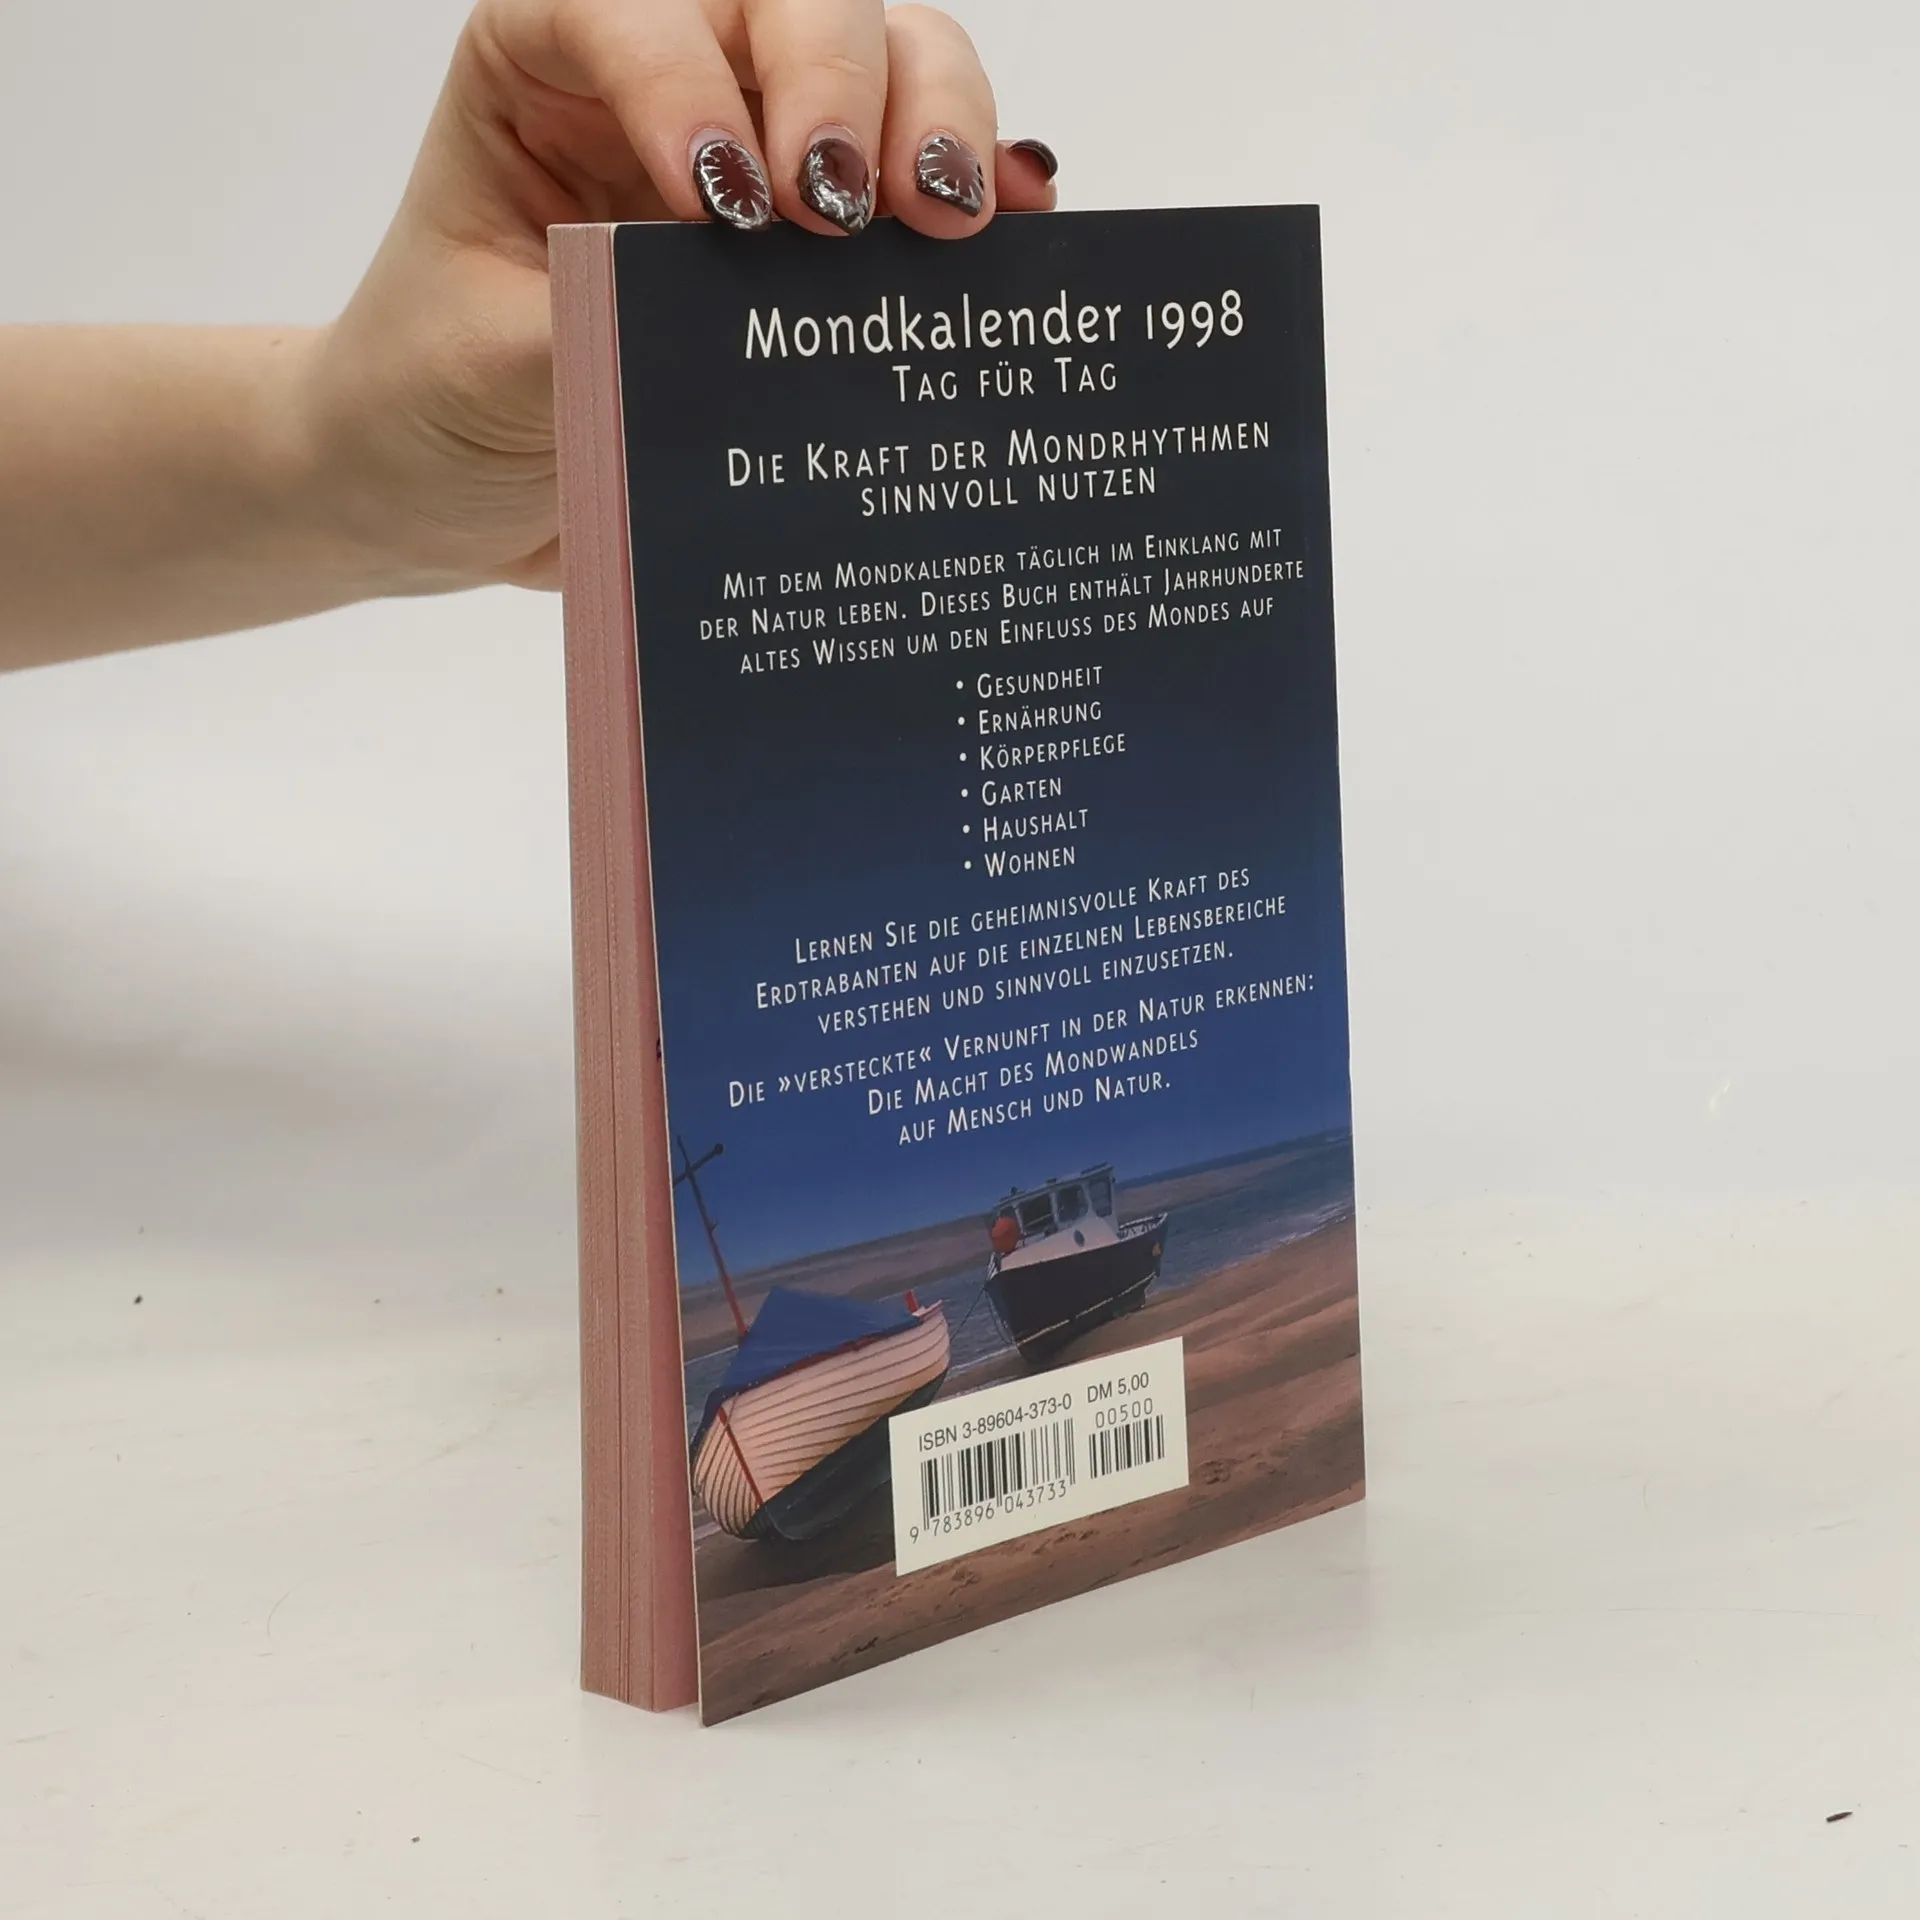 Mondkalender 1998
Tag für Tag
Die Kraft der Mondrhythmen
sinnvoll nutzen
Mit dem Mondkalender täglich im Einklang mit
der Natur leben. Dieses Buch enthält Jahrhunderte
altes Wissen um den Einfluss des Mondes auf
• Gesundheit
• Ernährung
• Körperpflege
• Garten
• Haushalt
• Wohnen
Lernen Sie die geheimnisvolle Kraft des
Erdtrabanten auf die einzelnen Lebensbereiche
verstehen und sinnvoll einzusetzen.
Die »versteckte« Vernunft in der Natur erkennen:
Die Macht des Mondwandels
auf Mensch und Natur.
ISBN 3-89604-373-0 DM 5,00
00500
9 783896 043733